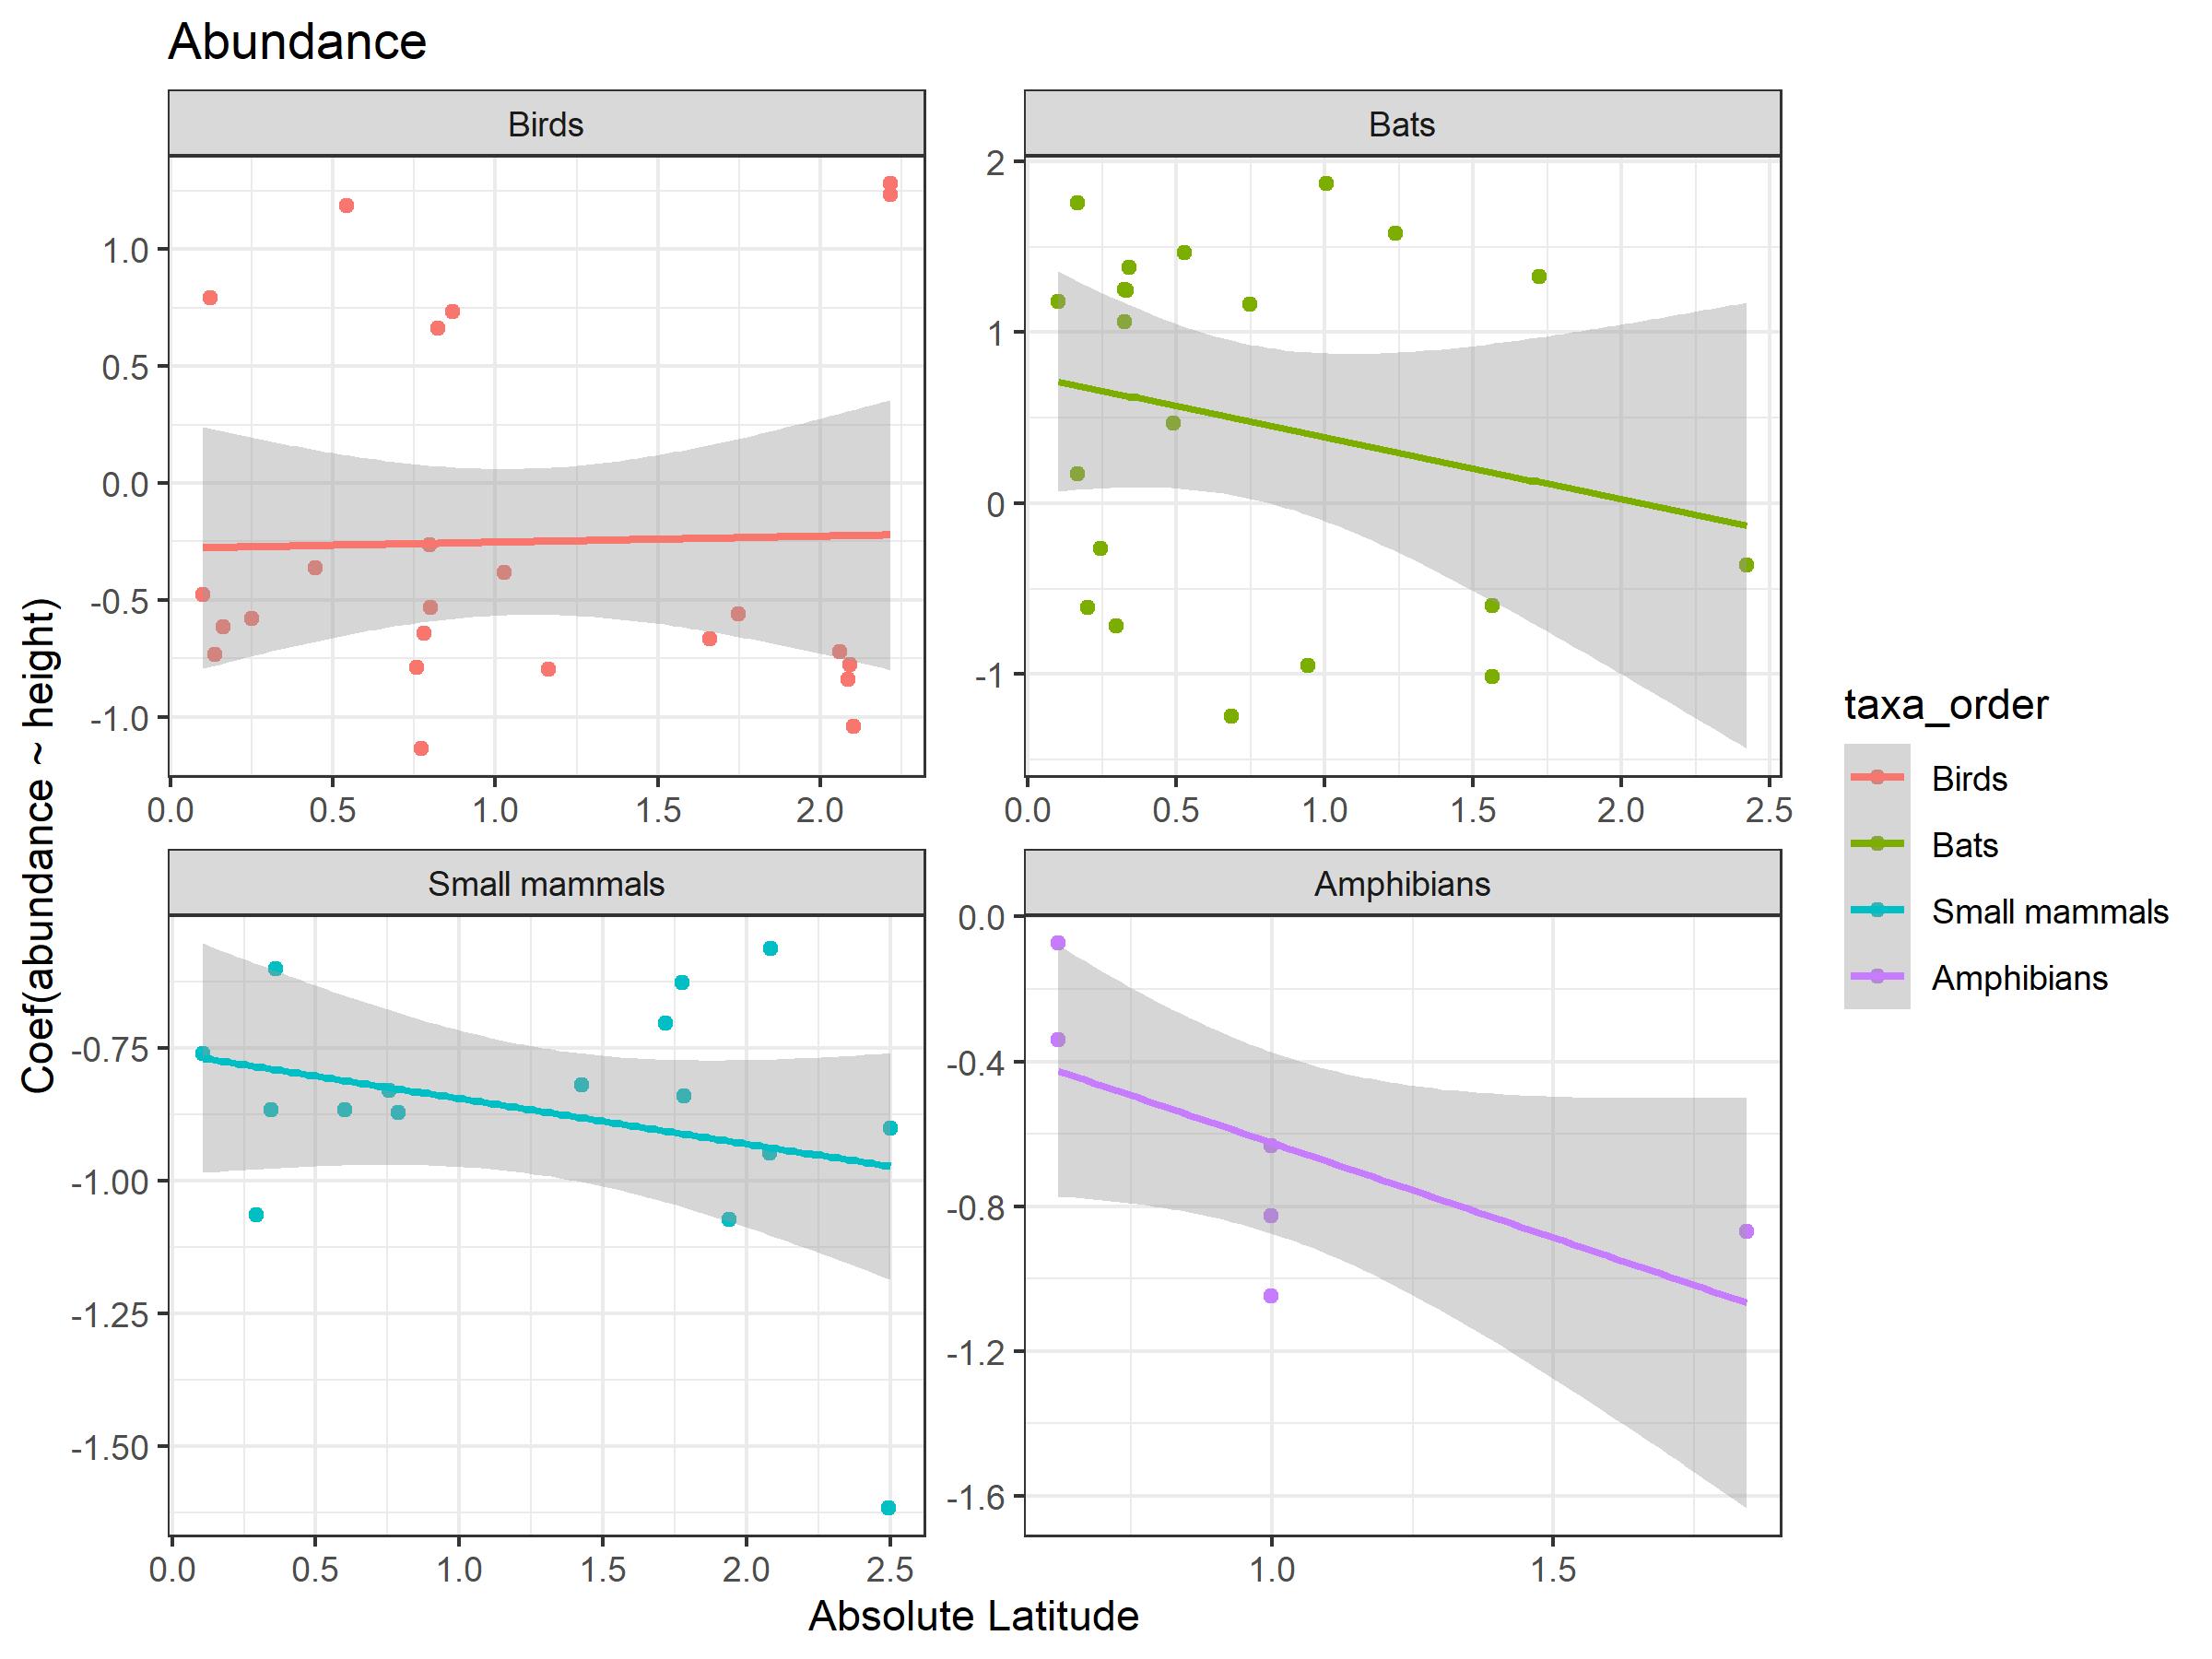 Abundance
Birds
Bats
1.0
0.5
0.0
-0.5
-1.0
2
1
0
-1
0.0 0.5 1.0 1.5 2.0
0.0 0.5 1.0 1.5 2.0 2.5
Small mammals
Amphibians
-0.75
-1.00
-1.25
-1.50
0.0
-0.4
-0.8
-1.2
-1.6
0.0 0.5 1.0 1.5 2.0 2.5
1.0 1.5
Absolute Latitude
Coef(abundance ~ height)
taxa_order
Birds
Bats
Small mammals
Amphibians